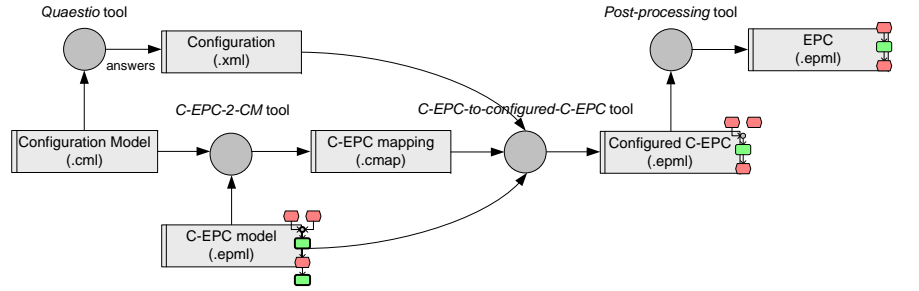 Quaestio tool
Post-processing tool
Configuration
(.xml)
answers
EPC
(.epml)
C-EPC-2-CM tool
C-EPC-to-configured-C-EPC tool
Configuration Model
(.cml)
C-EPC mapping
(.cmap)
Configured C-EPC
(.epml)
C-EPC model
(.epml)